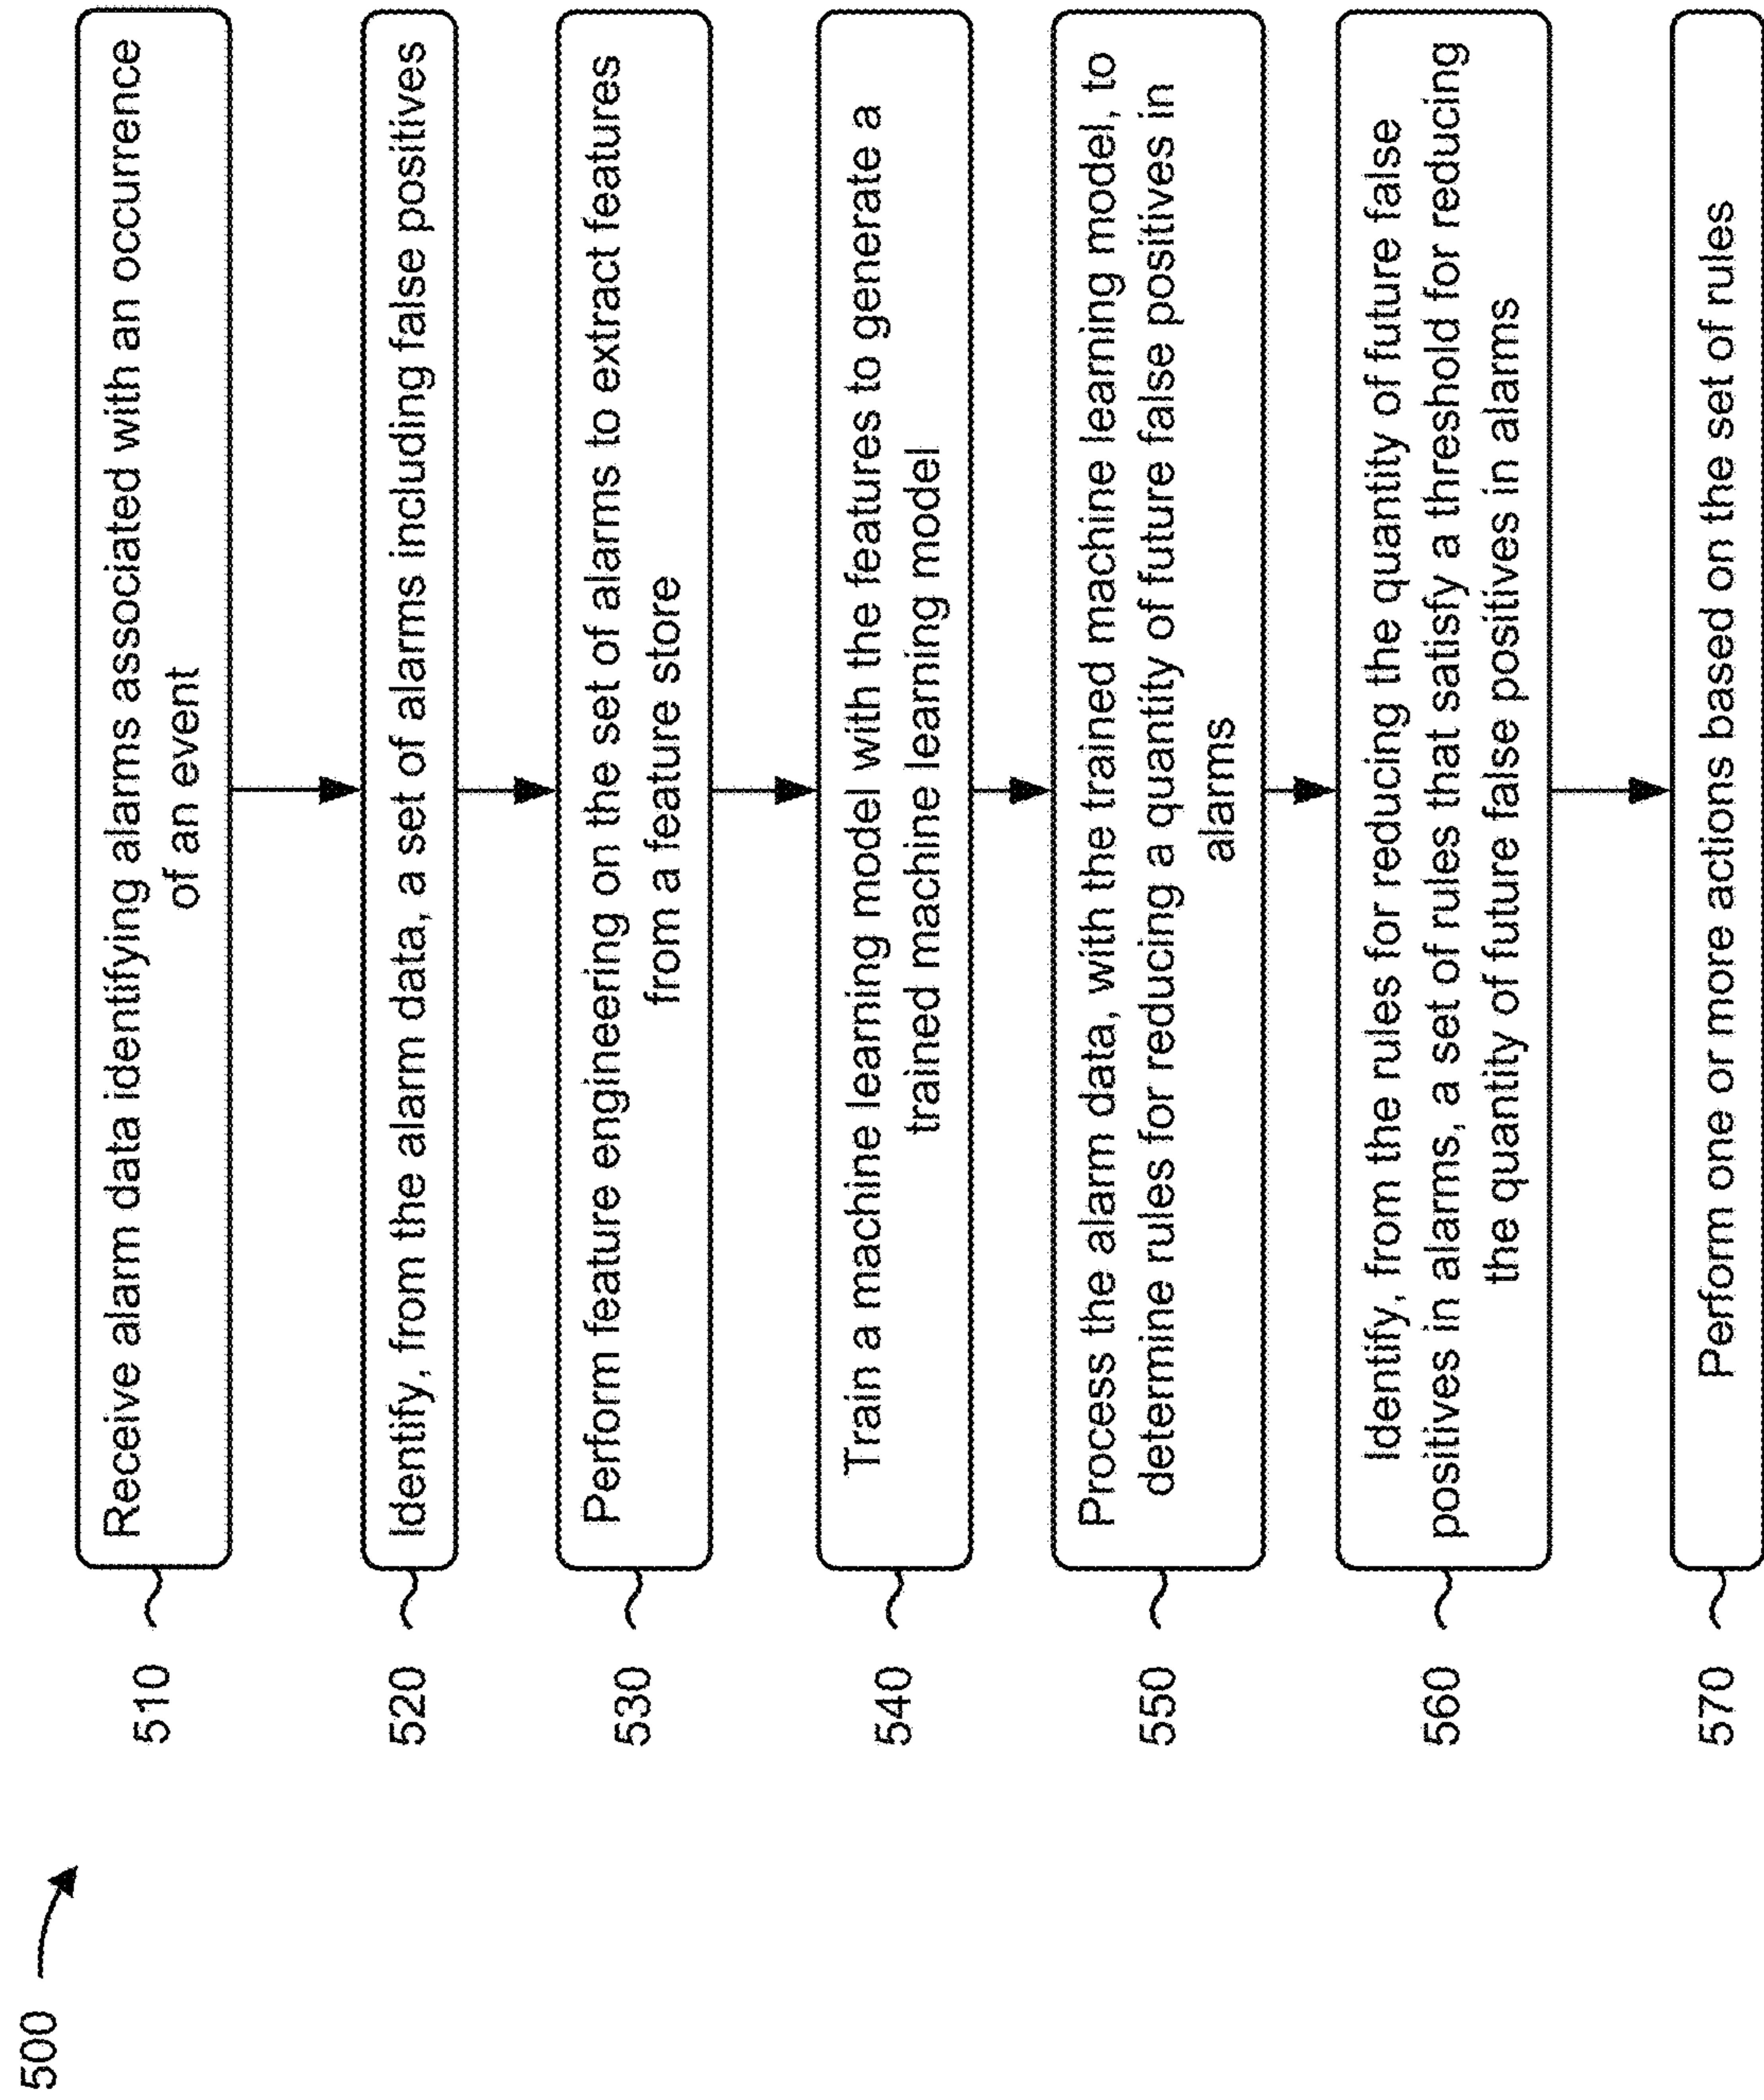 500
510
Receive alarm data identifying alarms associated with an occurrence
of an event
520
Identify, from the alarm data, a set of alarms including false positives
530
Perform feature engineering on the set of alarms to extract features
from a feature store
540
Train a machine learning model with the features to generate a
trained machine learning model
550
Process the alarm data, with the trained machine learning model, to
determine rules for reducing a quantity of future false positives in
alarms
560
Identify, from the rules for reducing the quantity of future false
positives in alarms, a set of rules that satisfy a threshold for reducing
the quantity of future false positives in alarms
570
Perform one or more actions based on the set of rules